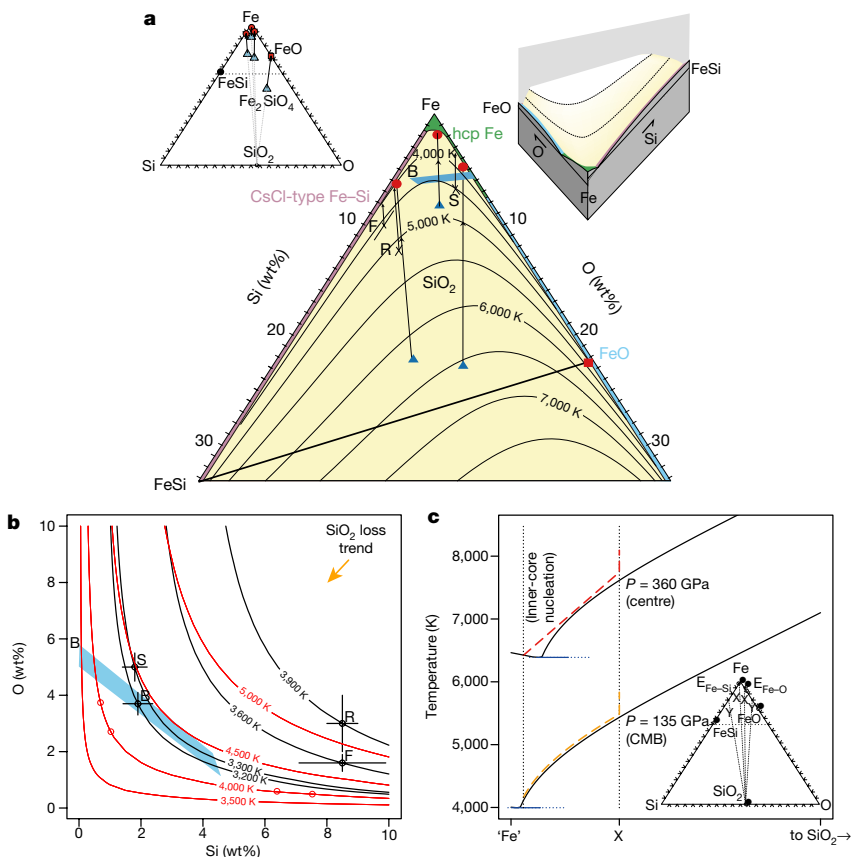 a
Fe
FeO
FeSi
Fe2SiO4
SiO2
Si
O
FeSi
FeO
Si
O
Fe
Fe
hcp Fe
4,000 K
B
S
CsCl-type Fe–Si
10
F
R
5,000 K
10
Si (wt%)
SiO2
O (wt%)
6,000 K
20
20
FeO
7,000 K
30
30
FeSi
b
10
8
6
4
2
0
O (wt%)
SiO2 loss
trend
B
S
B
R
F
5,000 K
3,900 K
3,600 K
4,500 K
3,300 K
3,200 K
4,000 K
3,500 K
0
2
4
6
8
10
Si (wt%)
c
8,000
7,000
6,000
5,000
4,000
Temperature (K)
(Inner-core
nucleation)
P = 360 GPa
(centre)
P = 135 GPa
(CMB)
Fe
EFe–Si
EFe–O
X
X
Y
Y
FeO
FeSi
SiO2
Si
O
'Fe'
X
to SiO2→